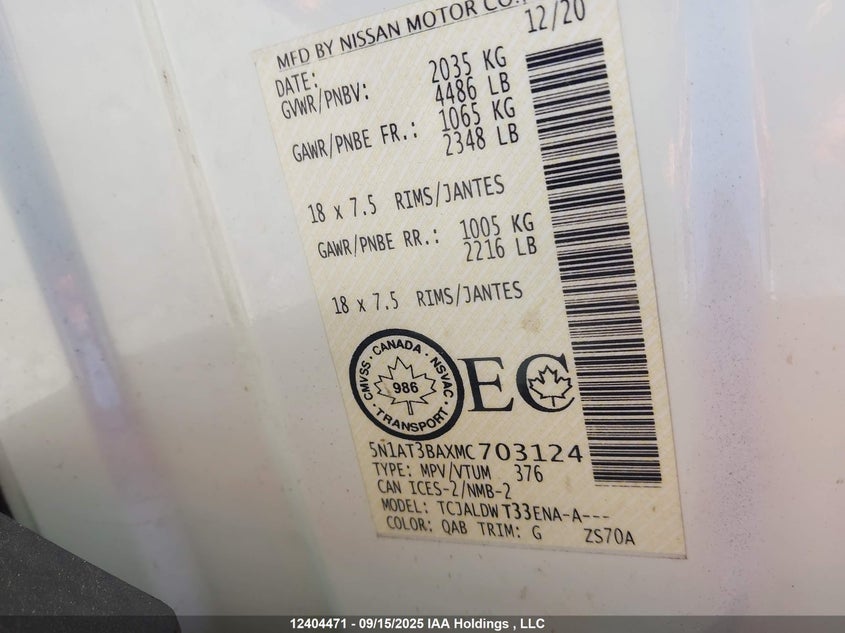 MFD BY NISSAN MOTOR CO.
DATE: 12/20
GVWR/PNBV: 2035 KG
4486 LB
GAWR/PNBE FR.: 1065 KG
2348 LB
18 x 7.5 RIMS/JANTES
GAWR/PNBE RR.: 1005 KG
2216 LB
18 x 7.5 RIMS/JANTES
CMVSS · CANADA · NSVAC · TRANSPORT ·
986
EC
5N1AT3BAXMC703124
TYPE: MPV/VTUM 376
CAN ICES-2/NMB-2
MODEL: TCJALDW T33ENA-A---
COLOR: QAB TRIM: G ZS70A
12404471 - 09/15/2025 IAA Holdings , LLC